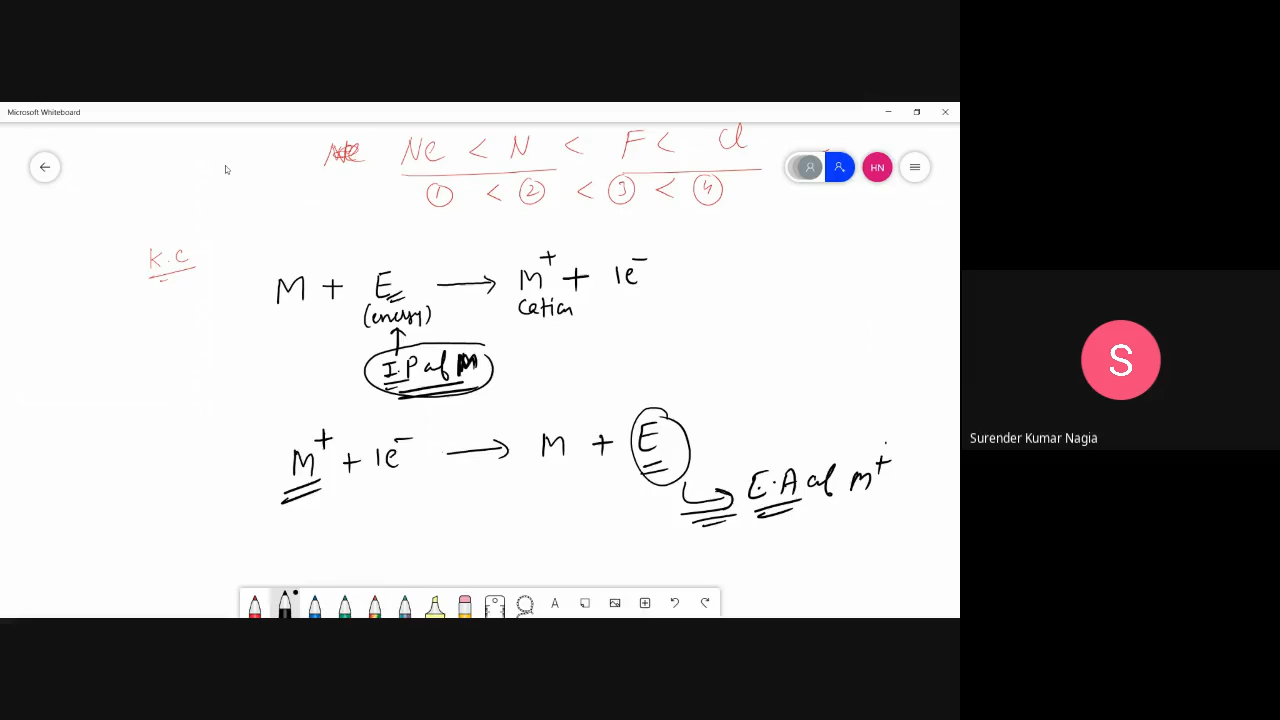 Microsoft Whiteboard
Ne < N < F < Cl
① < ② < ③ < ④
HN
K.C
M + E ⟶ M⁺ + 1e⁻
(energy) Cation
I.P of M
M⁺ + 1e⁻ ⟶ M + E
E.A of M⁺
S
Surender Kumar Nagia
A